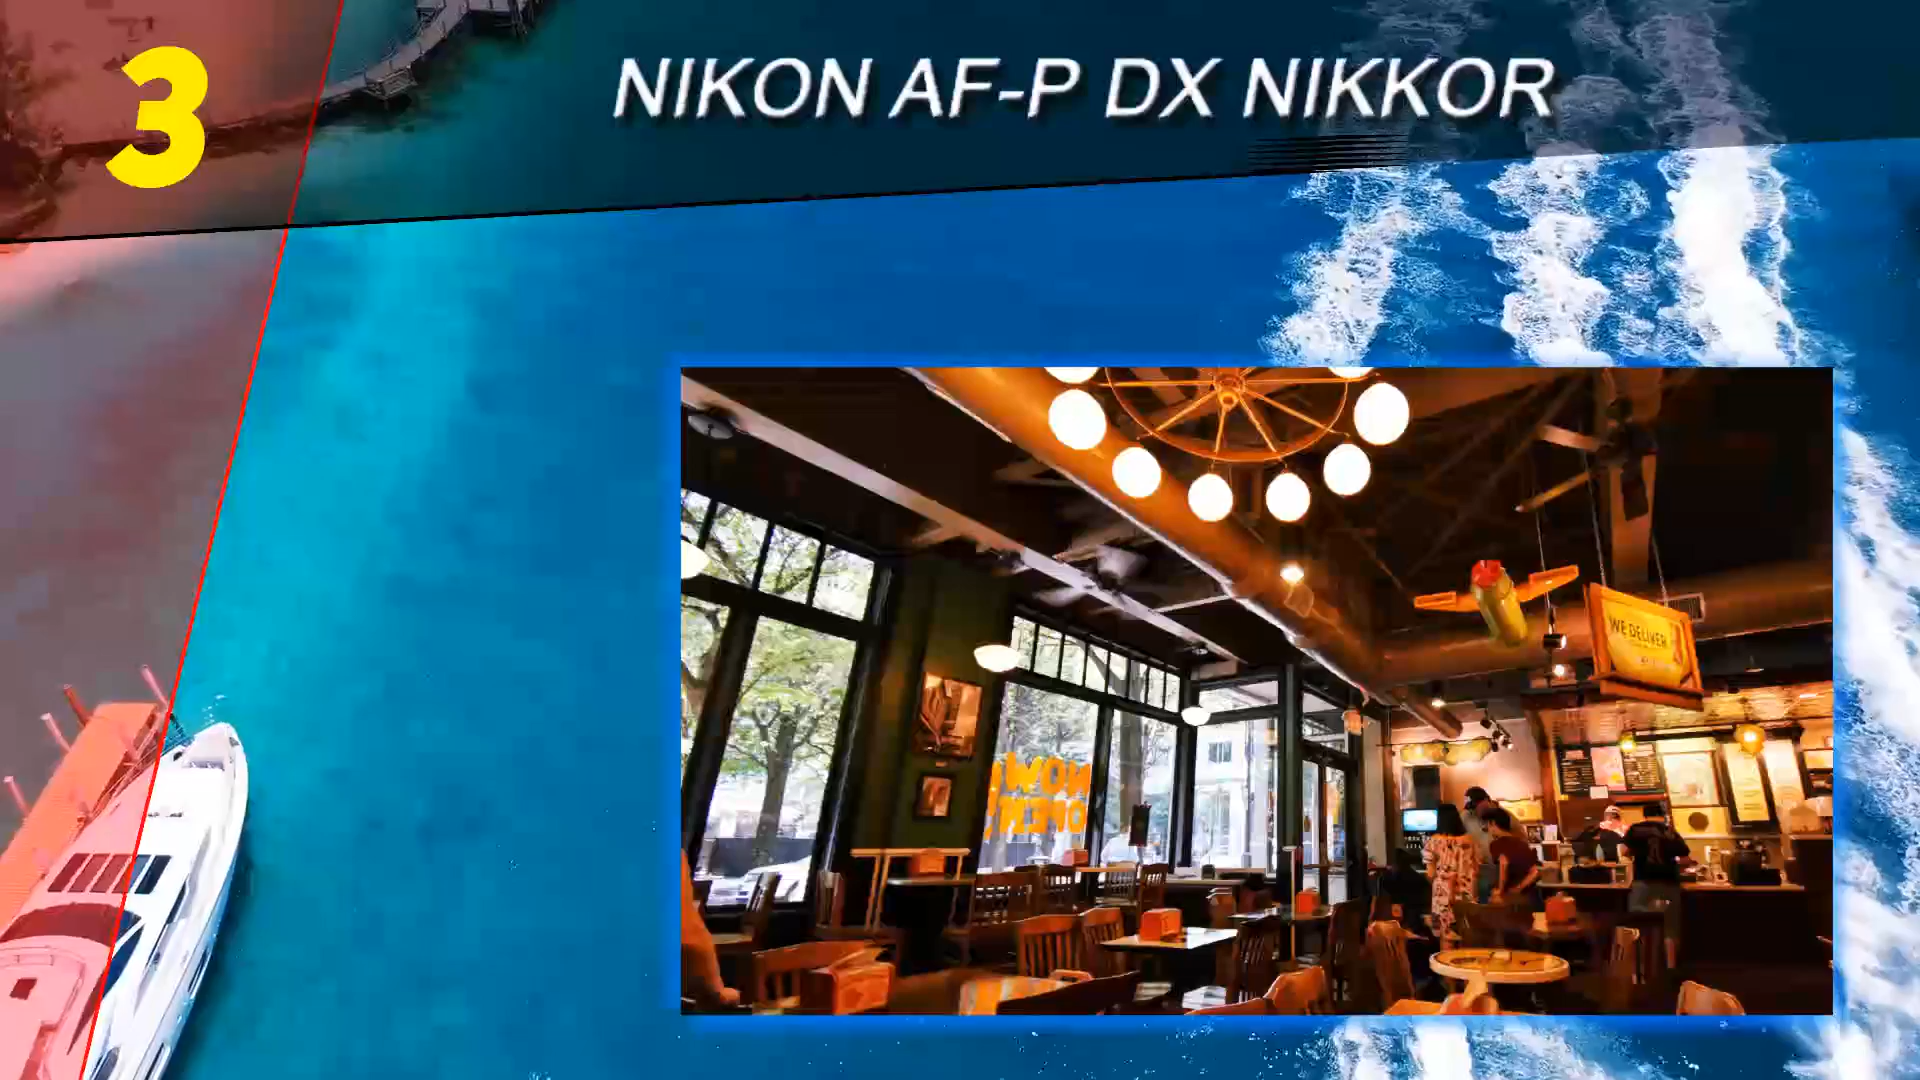 3
NIKON AF-P DX NIKKOR
WE DELIVER
NOW
OPEN